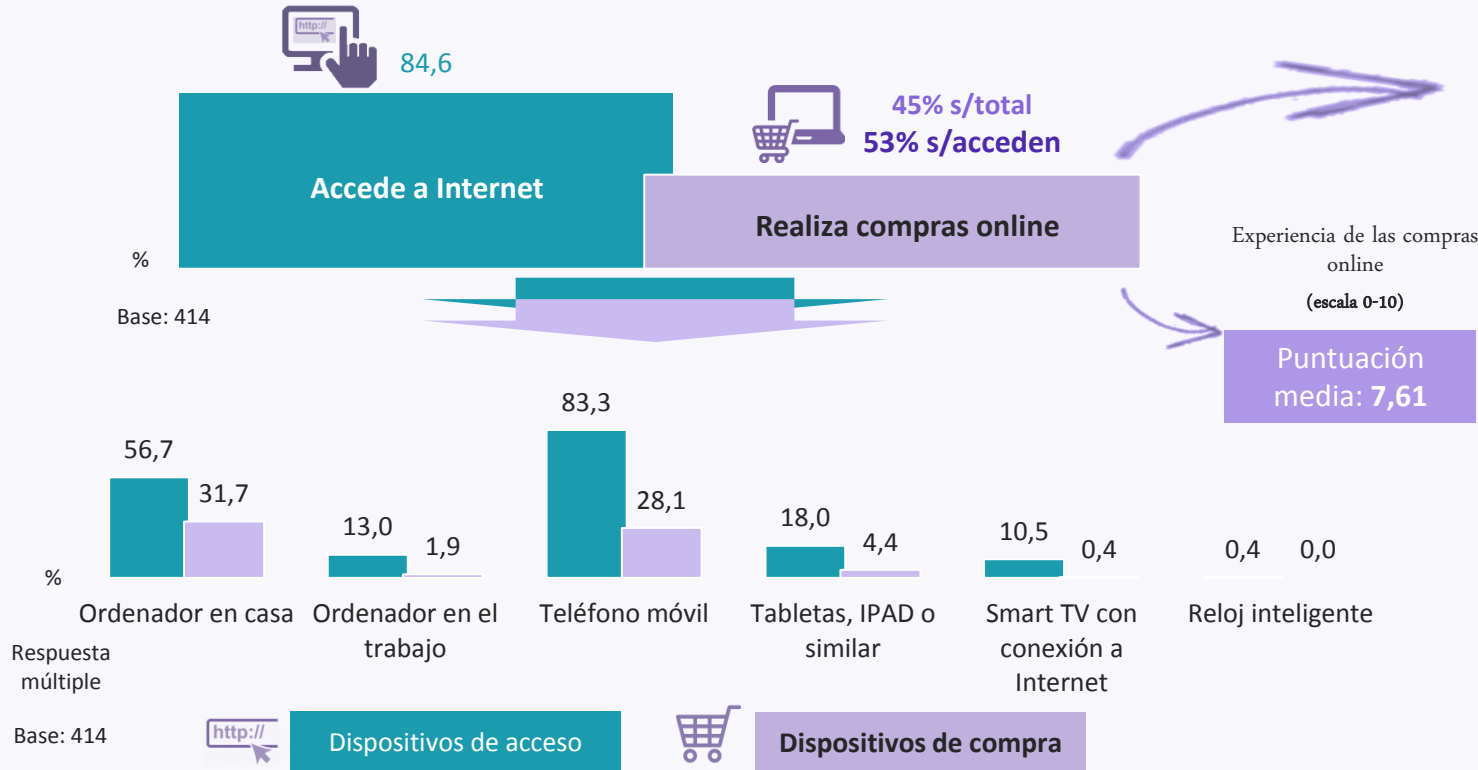 http://
84,6
45% s/total
53% s/acceden
Accede a Internet
Realiza compras online
%
Base: 414
Experiencia de las compras
online
(escala 0-10)
Puntuación
media: 7,61
56,7
31,7
13,0
1,9
83,3
28,1
18,0
4,4
10,5
0,4
0,4
0,0
%
Ordenador en casa
Ordenador en el
trabajo
Teléfono móvil
Tabletas, IPAD o
similar
Smart TV con
conexión a
Internet
Reloj inteligente
Respuesta
múltiple
Base: 414
http://
Dispositivos de acceso
Dispositivos de compra